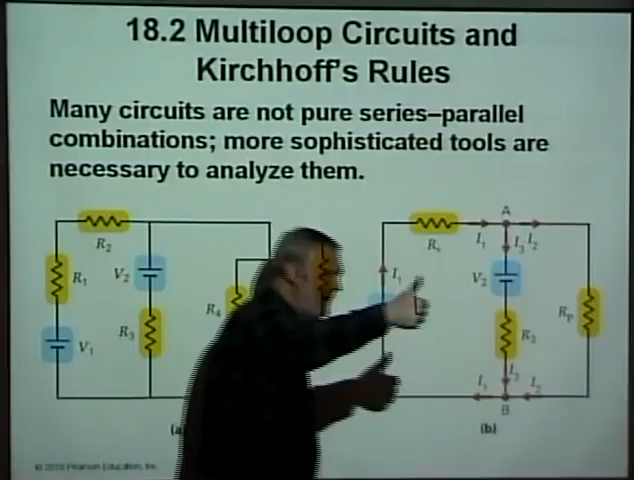 18.2 Multiloop Circuits and
Kirchhoff's Rules
Many circuits are not pure series–parallel
combinations; more sophisticated tools are
necessary to analyze them.
R₂
R₁
V₂
R₃
V₁
R₄
(a
A
Rₛ
I₁
I₃
I₂
I₁
V₂
R₃
Rₚ
I₁
I₃
I₂
B
(b)
© 2010 Pearson Education, Inc.